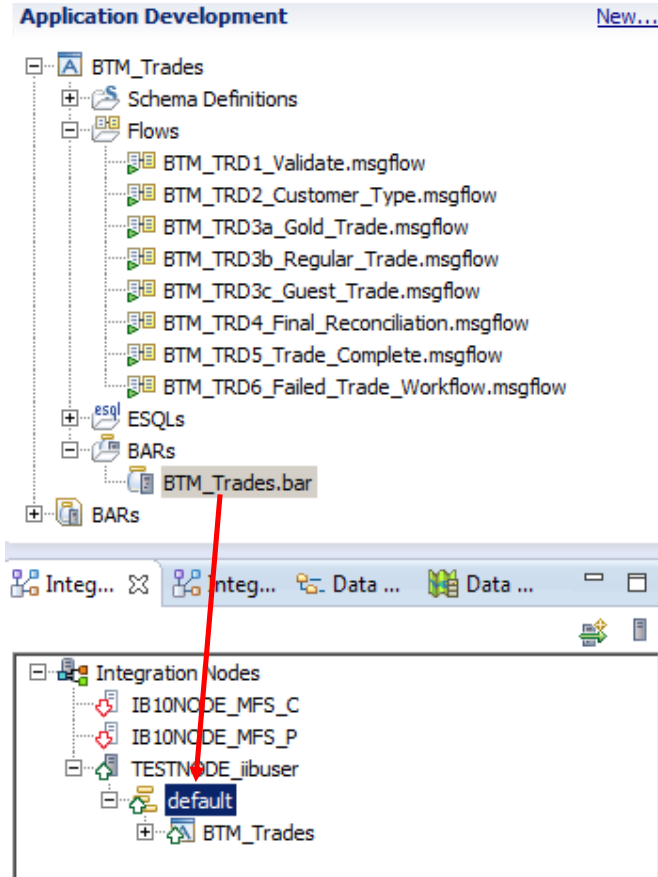 Application Development New...
BTM_Trades
Schema Definitions
Flows
BTM_TRD1_Validate.msgflow
BTM_TRD2_Customer_Type.msgflow
BTM_TRD3a_Gold_Trade.msgflow
BTM_TRD3b_Regular_Trade.msgflow
BTM_TRD3c_Guest_Trade.msgflow
BTM_TRD4_Final_Reconciliation.msgflow
BTM_TRD5_Trade_Complete.msgflow
BTM_TRD6_Failed_Trade_Workflow.msgflow
esql ESQLs
BARs
BTM_Trades.bar
BARs
Integ... Integ... Data ... Data ...
Integration Nodes
IB10NODE_MFS_C
IB10NODE_MFS_P
TESTNODE_iibuser
default
BTM_Trades